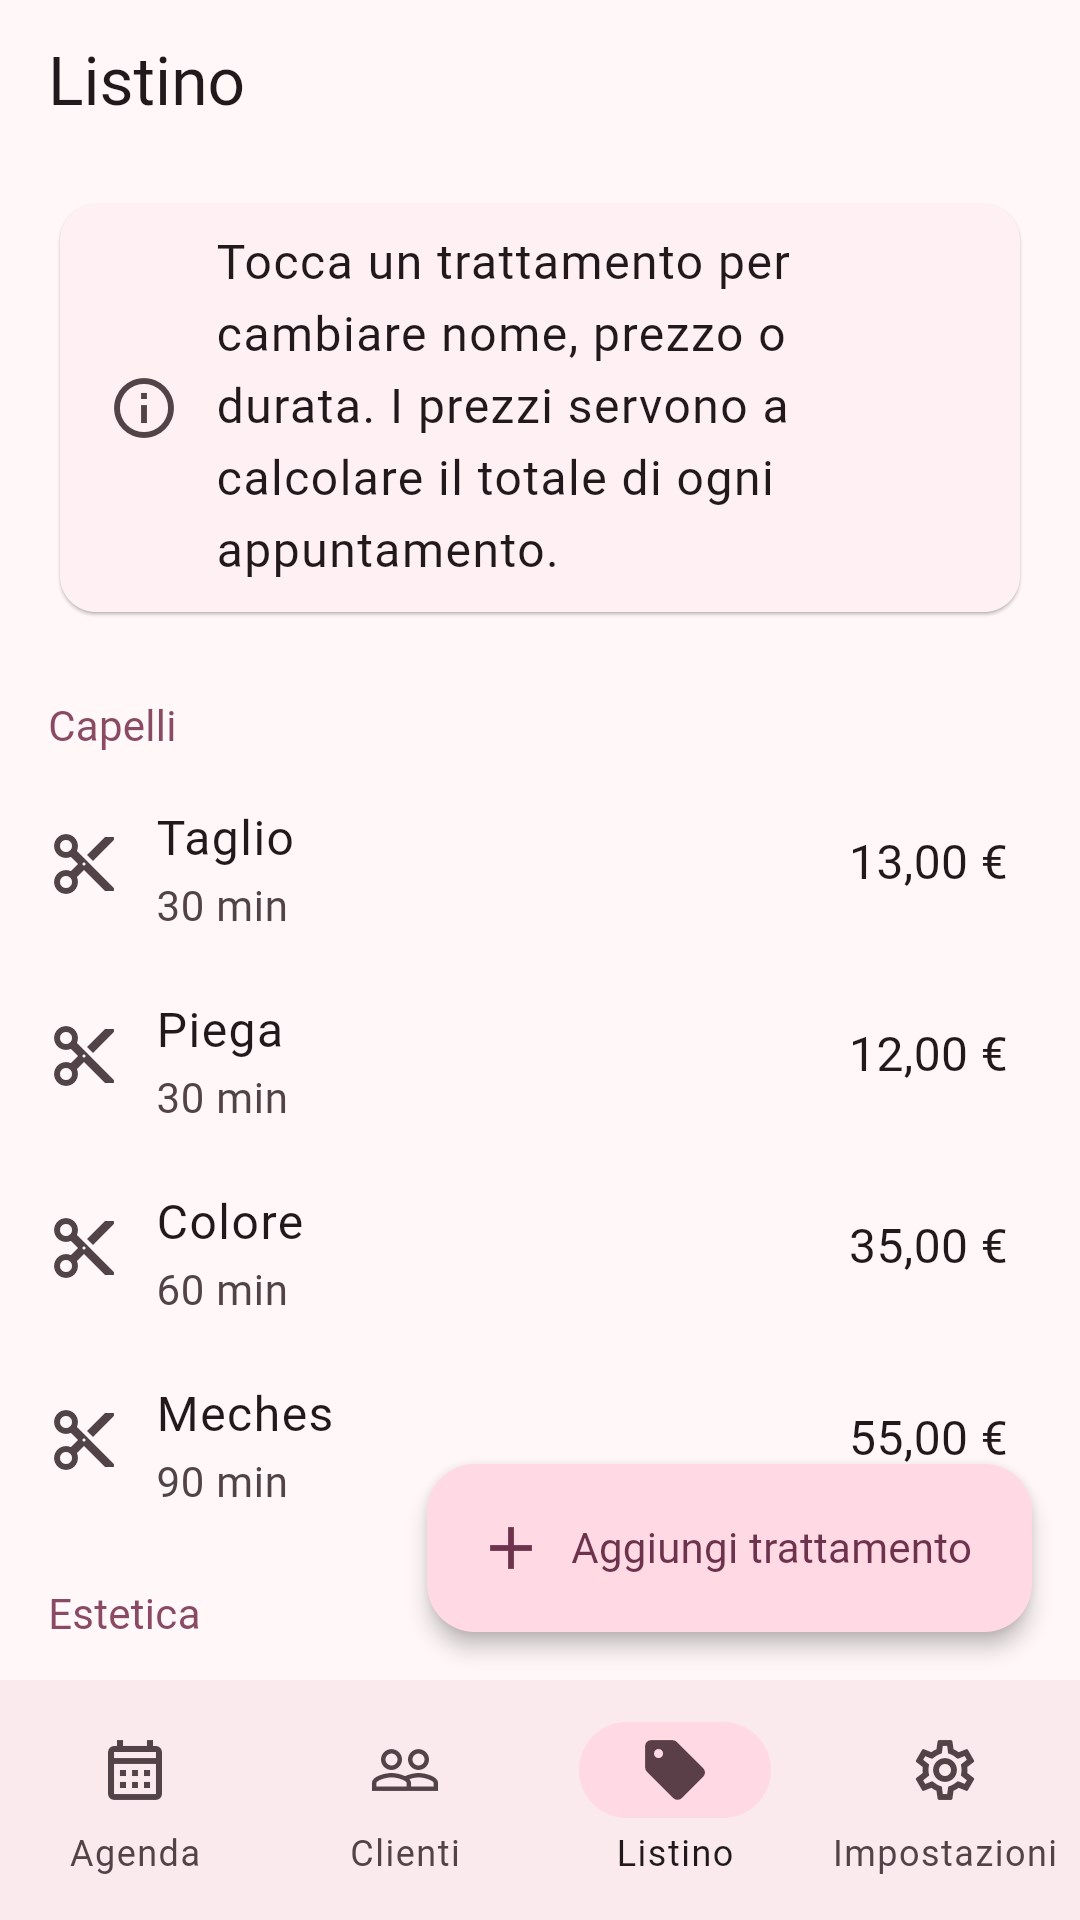 Listino
Tocca un trattamento per
cambiare nome, prezzo o
durata. I prezzi servono a
calcolare il totale di ogni
appuntamento.
Capelli
Taglio
30 min
13,00 €
Piega
30 min
12,00 €
Colore
60 min
35,00 €
Meches
90 min
55,00 €
Aggiungi trattamento
Estetica
Agenda
Clienti
Listino
Impostazioni